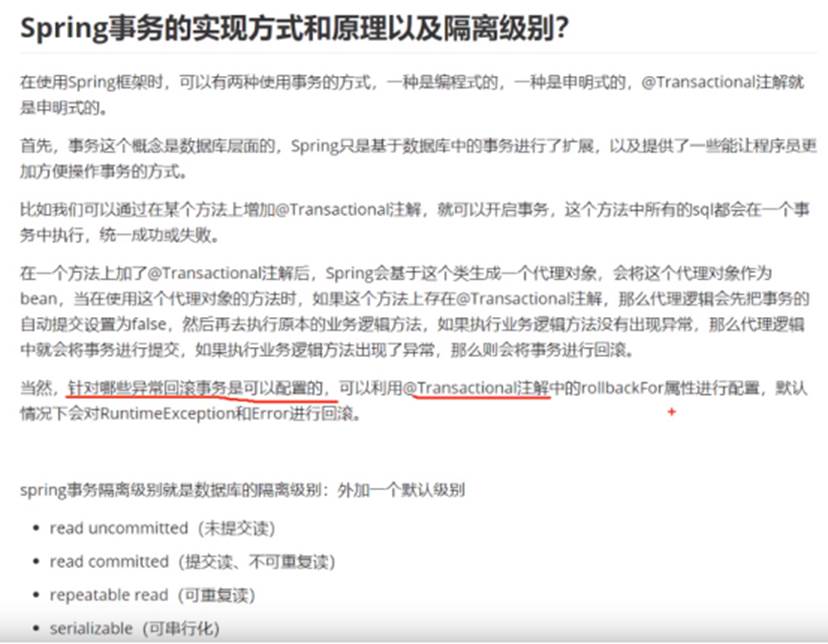 Spring事务的实现方式和原理以及隔离级别?
在使用Spring框架时，可以有两种使用事务的方式，一种是编程式的，一种是申明式的，@Transactional注解就
是申明式的。
首先，事务这个概念是数据库层面的，Spring只是基于数据库中的事务进行了扩展，以及提供了一些能让程序员更
加方便操作事务的方式。
比如我们可以通过在某个方法上增加@Transactional注解，就可以开启事务，这个方法中所有的sql都会在一个事
务中执行，统一成功或失败。
在一个方法上加了@Transactional注解后，Spring会基于这个类生成一个代理对象，会将这个代理对象作为
bean，当在使用这个代理对象的方法时，如果这个方法上存在@Transactional注解，那么代理逻辑会先把事务的
自动提交设置为false，然后再去执行原本的业务逻辑方法，如果执行业务逻辑方法没有出现异常，那么代理逻辑
中就会将事务进行提交，如果执行业务逻辑方法出现了异常，那么则会将事务进行回滚。
当然，针对哪些异常回滚事务是可以配置的，可以利用@Transactional注解中的rollbackFor属性进行配置，默认
情况下会对RuntimeException和Error进行回滚。
spring事务隔离级别就是数据库的隔离级别：外加一个默认级别
• read uncommitted（未提交读）
• read committed（提交读、不可重复读）
• repeatable read（可重复读）
• serializable（可串行化）